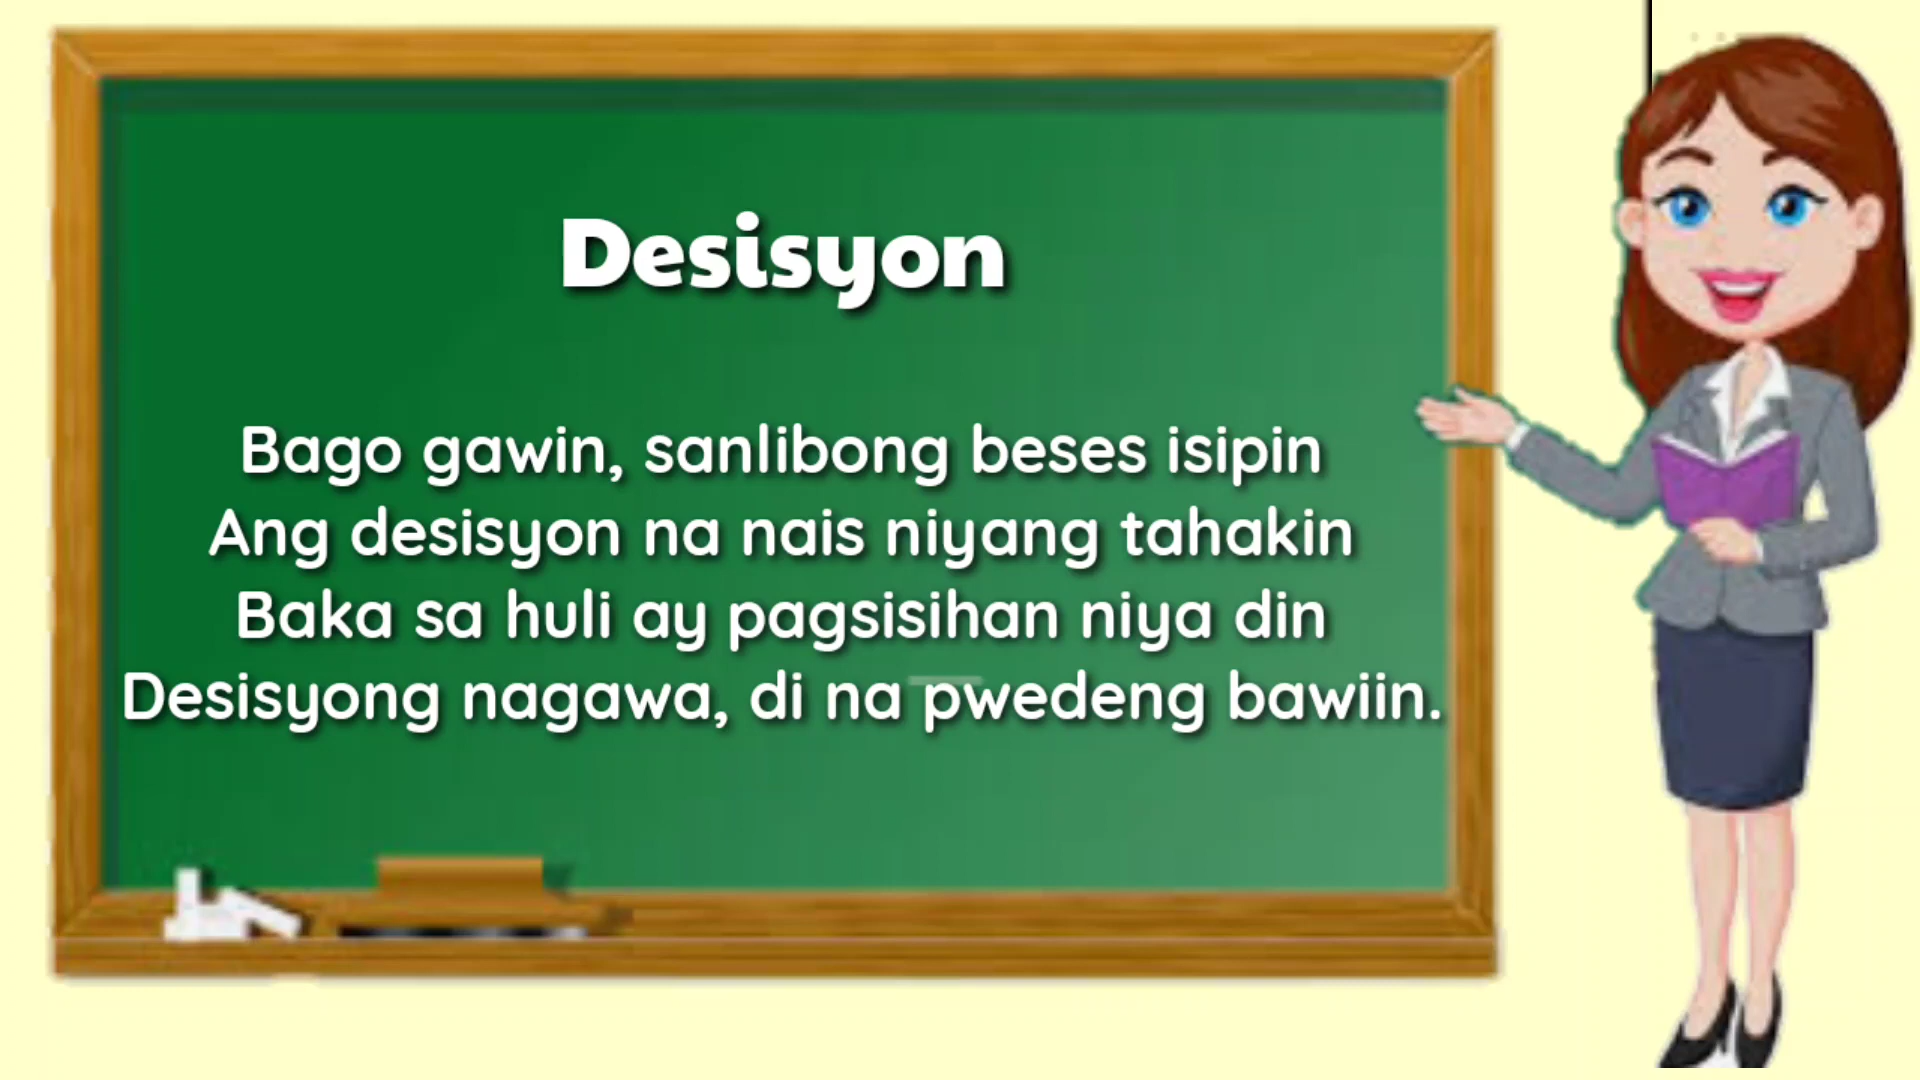 Desisyon
Bago gawin, sanlibong beses isipin
Ang desisyon na nais niyang tahakin
Baka sa huli ay pagsisihan niya din
Desisyong nagawa, di na pwedeng bawiin.